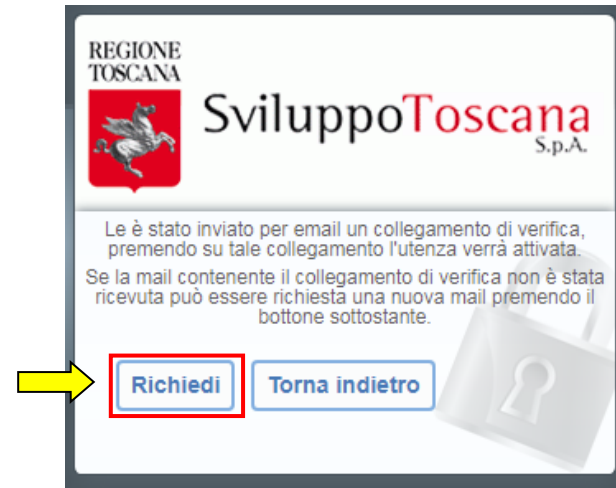 REGIONE
TOSCANA
SviluppoToscana
S.p.A.
Le è stato inviato per email un collegamento di verifica,
premendo su tale collegamento l'utenza verrà attivata.
Se la mail contenente il collegamento di verifica non è stata
ricevuta può essere richiesta una nuova mail premendo il
bottone sottostante.
Richiedi Torna indietro